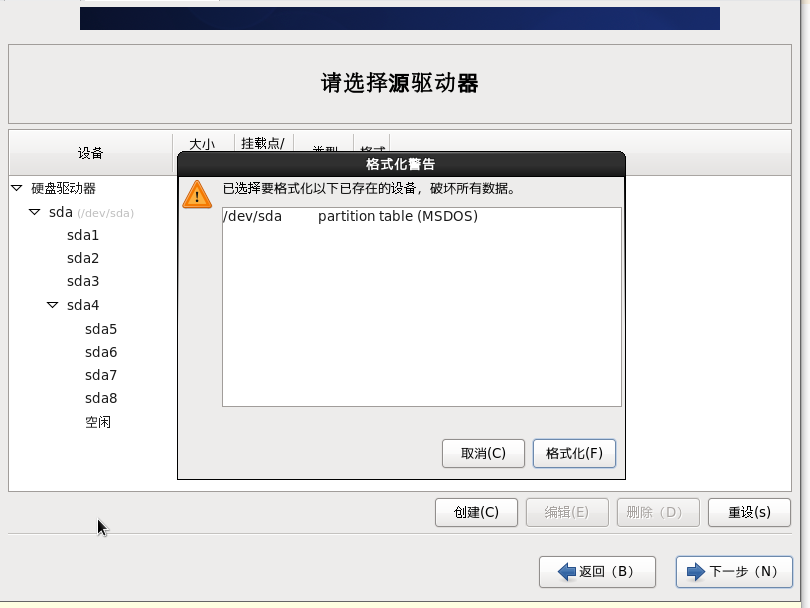 请选择源驱动器
设备
大小
挂载点/
类型
格式
格式化警告
已选择要格式化以下已存在的设备，破坏所有数据。
/dev/sda partition table (MSDOS)
硬盘驱动器
sda (/dev/sda)
sda1
sda2
sda3
sda4
sda5
sda6
sda7
sda8
空闲
取消(C) 格式化(F)
创建(C) 编辑(E) 删除（D） 重设(s)
返回（B） 下一步（N）